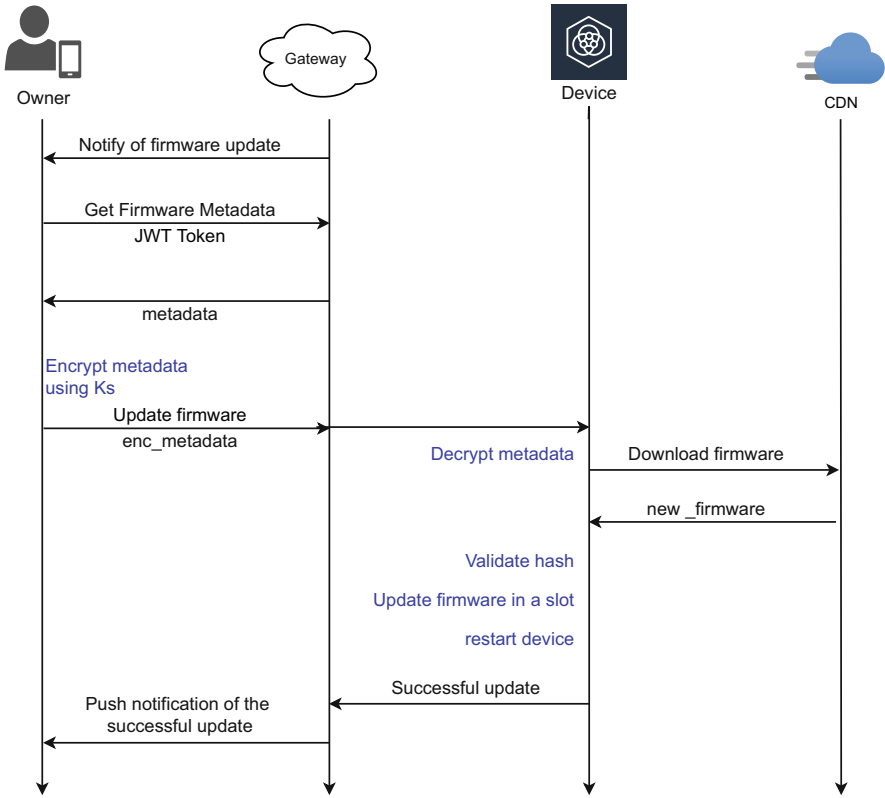 Owner
Gateway
Device
CDN
Notify of firmware update
Get Firmware Metadata
JWT Token
metadata
Encrypt metadata
using Ks
Update firmware
enc_metadata
Decrypt metadata
Download firmware
new _firmware
Validate hash
Update firmware in a slot
restart device
Successful update
Push notification of the
successful update